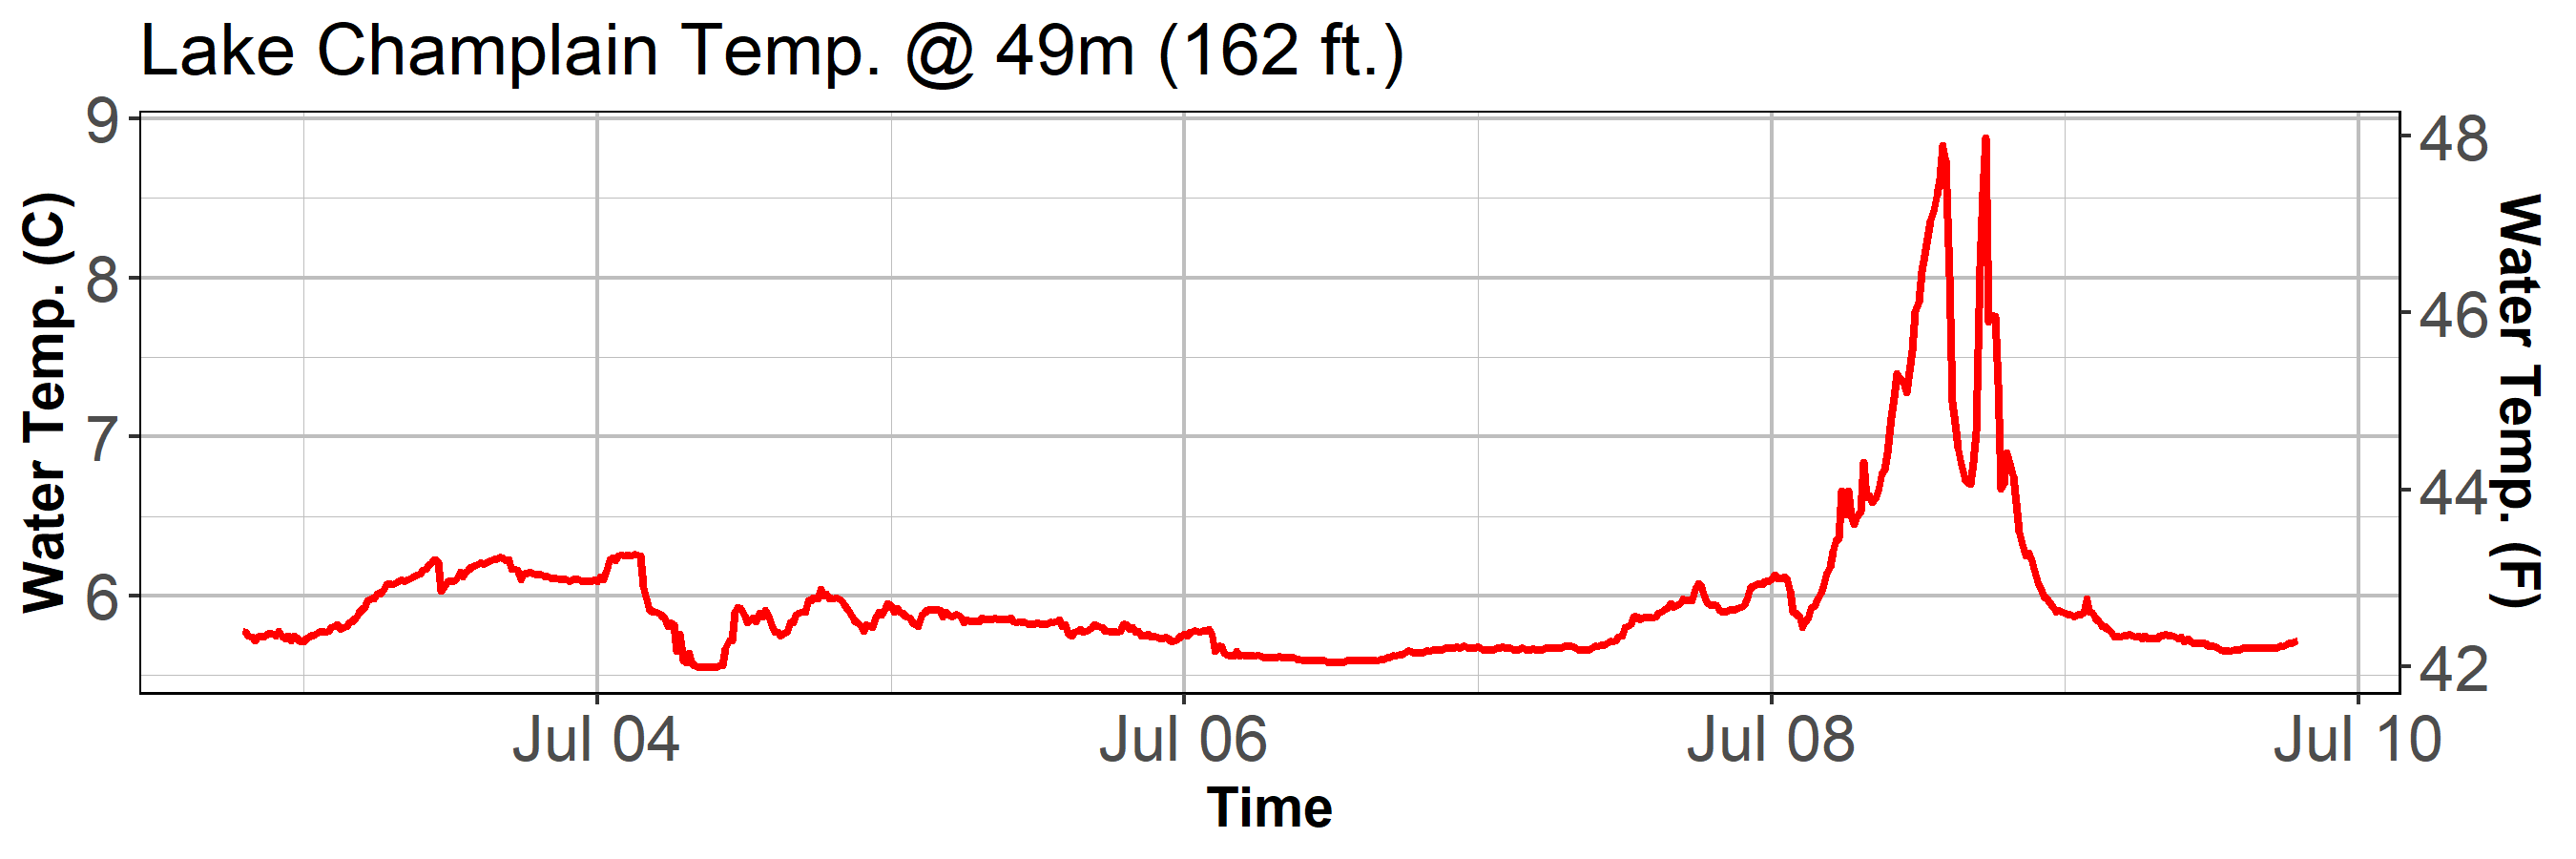 Lake Champlain Temp. @ 49m (162 ft.)
Water Temp. (C)
9
8
7
6
48
46
44
42
Water Temp. (F)
Jul 04 Jul 06 Jul 08 Jul 10
Time